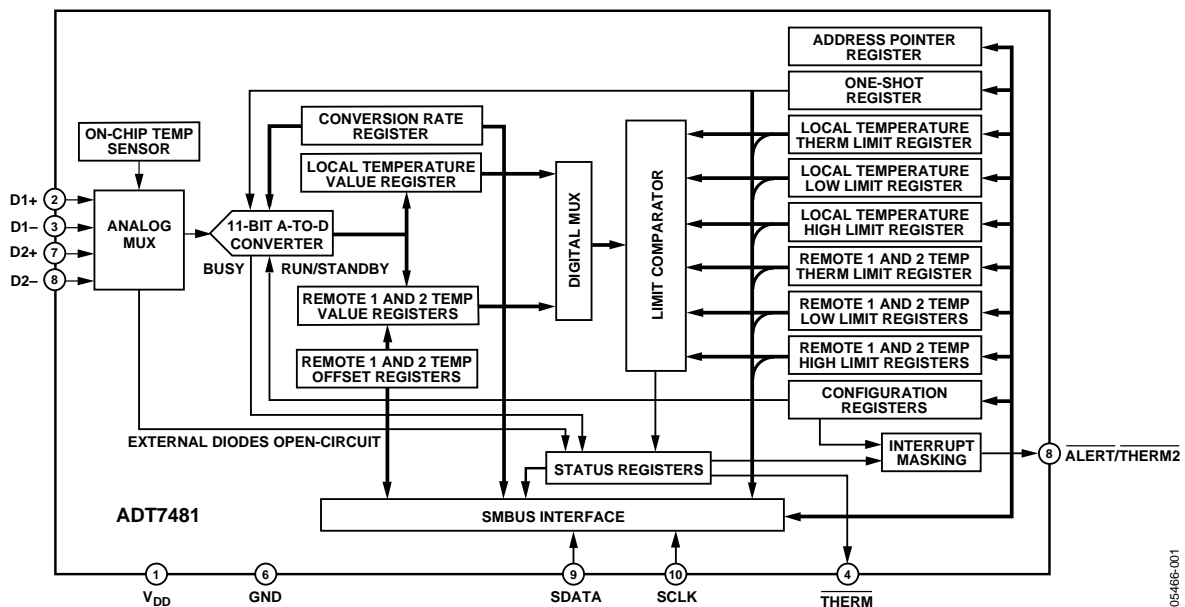 ADDRESS POINTER
REGISTER
ONE-SHOT
REGISTER
CONVERSION RATE
REGISTER
ON-CHIP TEMP
SENSOR
LOCAL TEMPERATURE
THERM LIMIT REGISTER
LOCAL TEMPERATURE
VALUE REGISTER
LOCAL TEMPERATURE
LOW LIMIT REGISTER
D1+
2
D1–
3
D2+
7
D2–
8
ANALOG
MUX
11-BIT A-TO-D
CONVERTER
BUSY
RUN/STANDBY
DIGITAL MUX
LIMIT COMPARATOR
LOCAL TEMPERATURE
HIGH LIMIT REGISTER
REMOTE 1 AND 2 TEMP
THERM LIMIT REGISTER
REMOTE 1 AND 2 TEMP
VALUE REGISTERS
REMOTE 1 AND 2 TEMP
LOW LIMIT REGISTERS
REMOTE 1 AND 2 TEMP
OFFSET REGISTERS
REMOTE 1 AND 2 TEMP
HIGH LIMIT REGISTERS
CONFIGURATION
REGISTERS
EXTERNAL DIODES OPEN-CIRCUIT
STATUS REGISTERS
INTERRUPT
MASKING
8
ALERT/THERM2
ADT7481
SMBUS INTERFACE
1
VDD
6
GND
9
SDATA
10
SCLK
4
THERM
05466-001